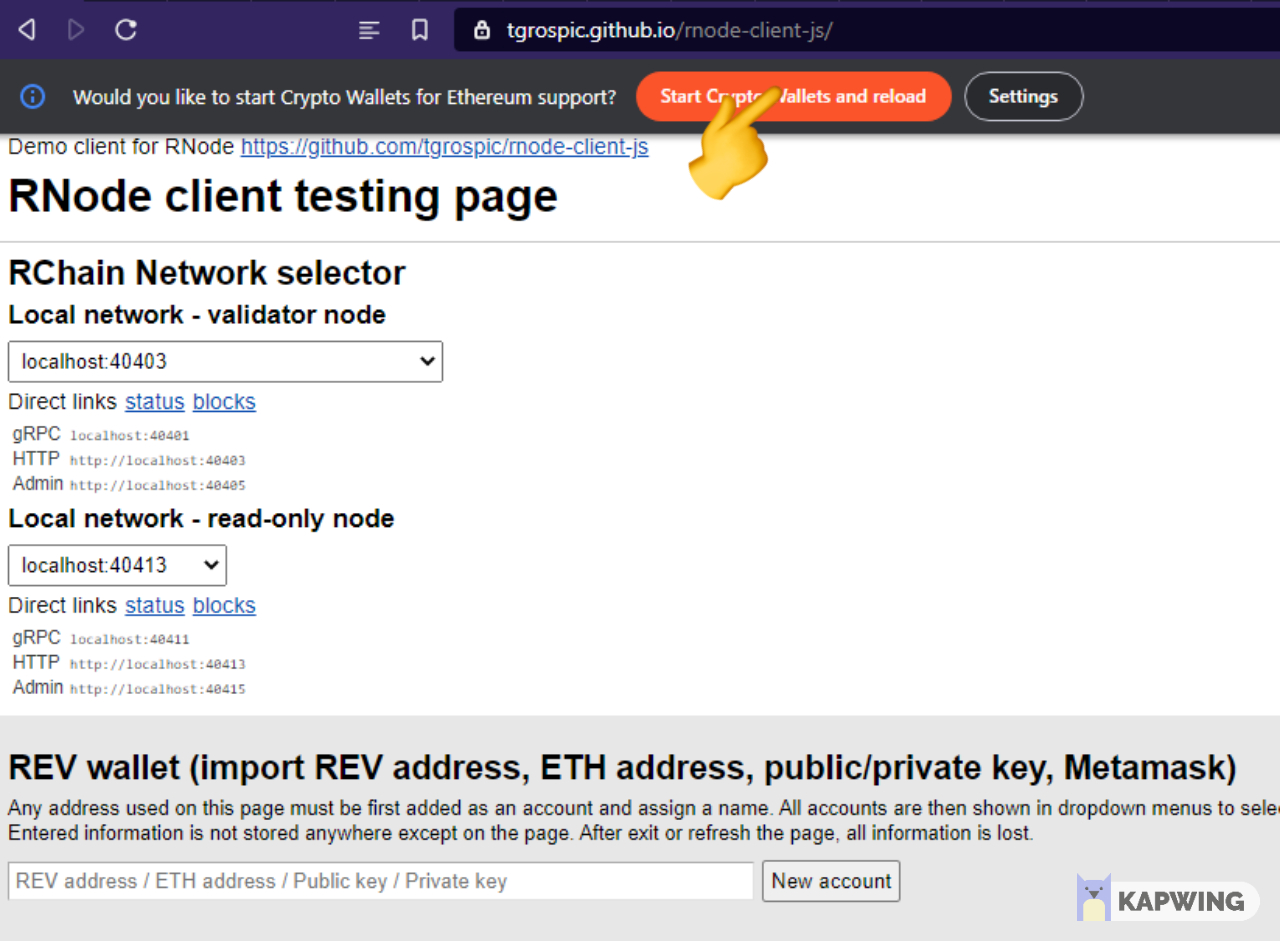 tgrospic.github.io/rnode-client-js/
Would you like to start Crypto Wallets for Ethereum support? Start Crypto Wallets and reload Settings
Demo client for RNode https://github.com/tgrospic/rnode-client-js
RNode client testing page
RChain Network selector
Local network - validator node
localhost:40403
Direct links status blocks
gRPC localhost:40401
HTTP http://localhost:40403
Admin http://localhost:40405
Local network - read-only node
localhost:40413
Direct links status blocks
gRPC localhost:40411
HTTP http://localhost:40413
Admin http://localhost:40415
REV wallet (import REV address, ETH address, public/private key, Metamask)
Any address used on this page must be first added as an account and assign a name. All accounts are then shown in dropdown menus to selec
Entered information is not stored anywhere except on the page. After exit or refresh the page, all information is lost.
REV address / ETH address / Public key / Private key New account
KAPWING